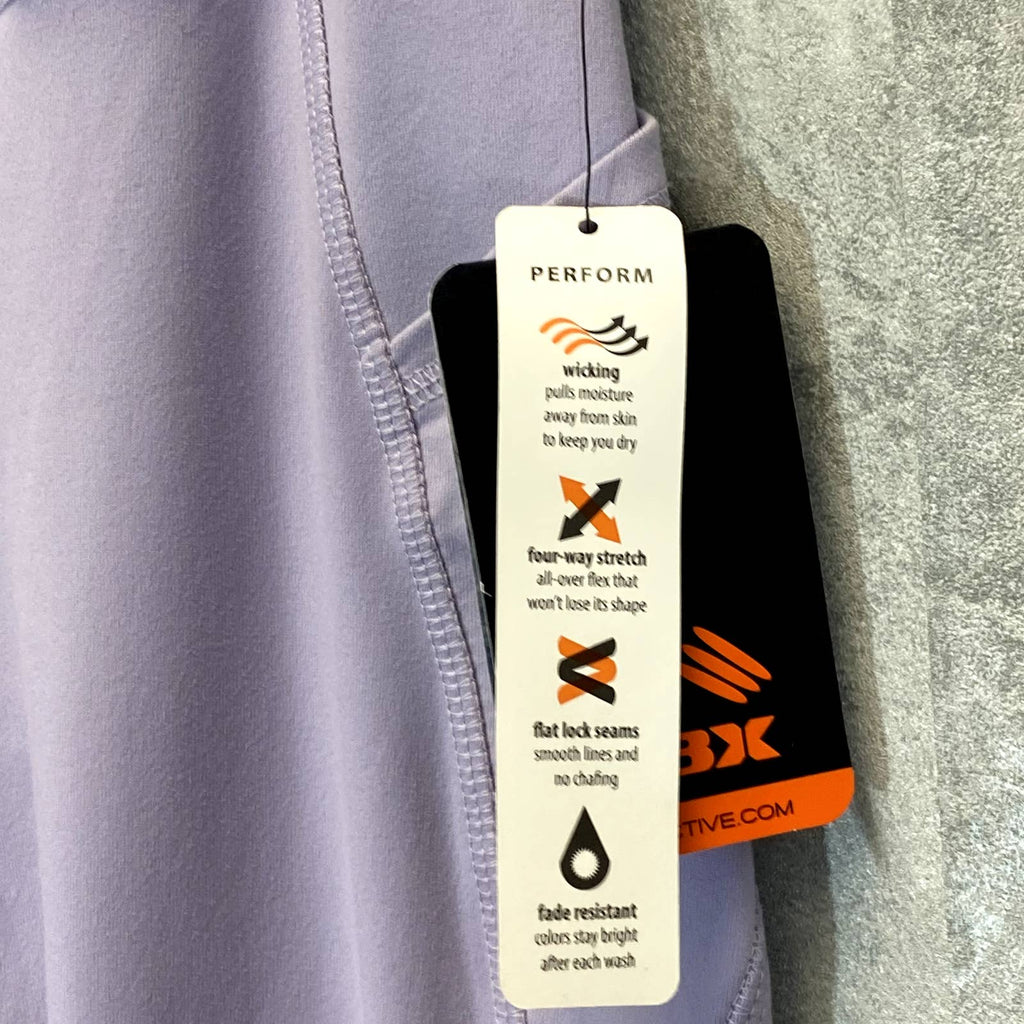 PERFORM
wicking
pulls moisture
away from skin
to keep you dry
four-way stretch
all-over flex that
won't lose its shape
flat lock seams
smooth lines and
no chafing
fade resistant
colors stay bright
after each wash
BX
CTIVE.COM